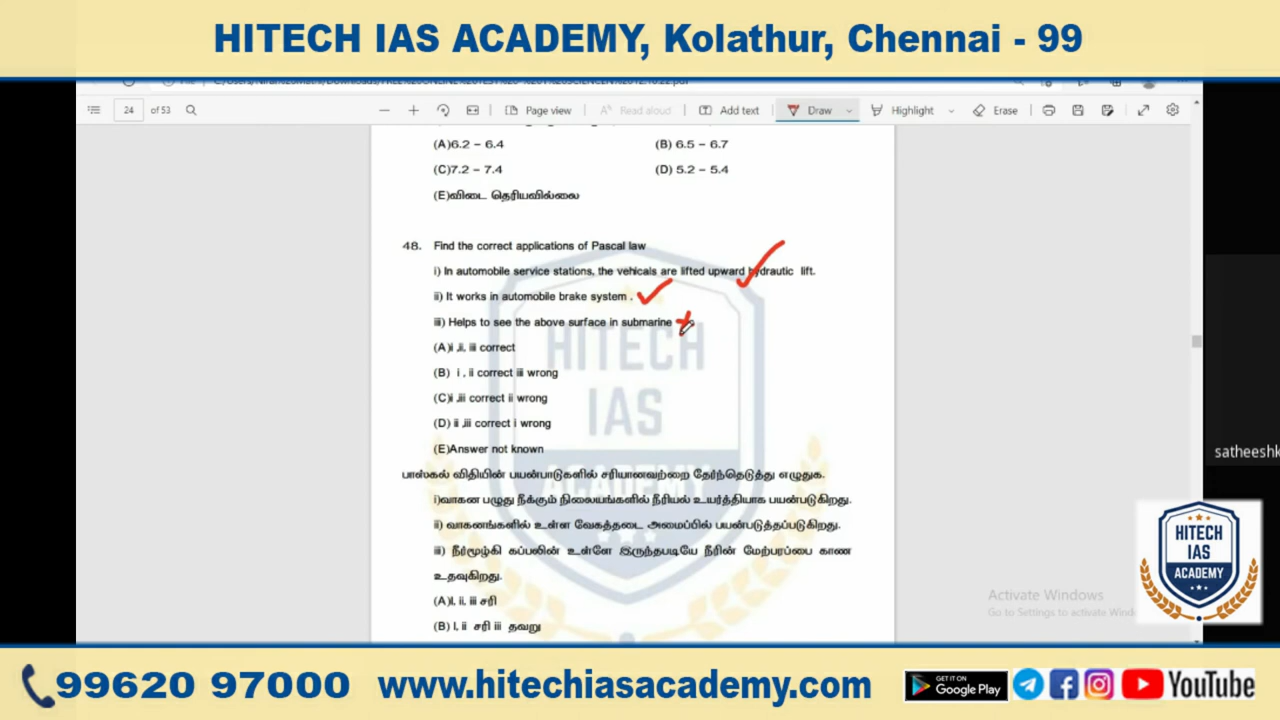 HITECH IAS ACADEMY, Kolathur, Chennai - 99
24 of 53
Page view
Read aloud
Add text
Draw
Highlight
Erase
(A)6.2 – 6.4 (B) 6.5 – 6.7
(C)7.2 – 7.4 (D) 5.2 – 5.4
(E)விடை தெரியவில்லை
48. Find the correct applications of Pascal law
i) In automobile service stations, the vehicals are lifted upward hydrautic lift.
ii) It works in automobile brake system .
iii) Helps to see the above surface in submarine
(A)i ,ii, iii correct
(B) i , ii correct iii wrong
(C)i ,iii correct ii wrong
(D) ii ,iii correct i wrong
(E)Answer not known
பாஸ்கல் விதியின் பயன்பாடுகளில் சரியானவற்றை தேர்ந்தெடுத்து எழுதுக.
i)வாகன பழுது நீக்கும் நிலையங்களில் நீரியல் உயர்த்தியாக பயன்படுகிறது.
ii) வாகனங்களில் உள்ள வேகத்தடை அமைப்பில் பயன்படுத்தப்படுகிறது.
iii) நீர்மூழ்கி கப்பலின் உள்ளே இருந்தபடியே நீரின் மேற்பரப்பை காண
உதவுகிறது.
(A)I, ii, iii சரி
(B) I, ii சரி iii தவறு
HITECH
IAS
ACADEMY
satheeshk
HITECH
IAS
ACADEMY
Activate Windows
Go to Settings to activate Wind
99620 97000 www.hitechiasacademy.com
GET IT ON
Google Play
YouTube